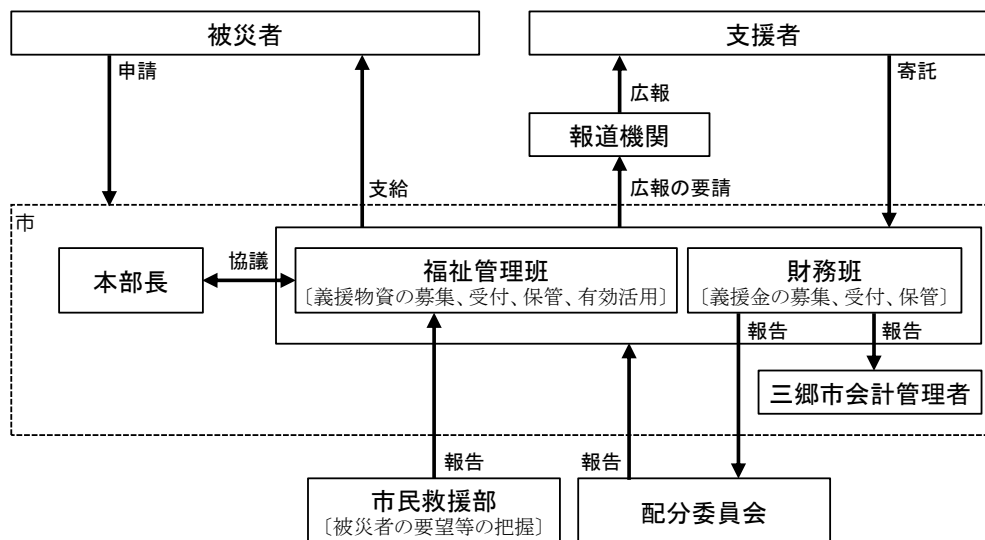 被災者
支援者
申請
寄託
広報
報道機関
支給
広報の要請
市
本部長
協議
福祉管理班
〔義援物資の募集、受付、保管、有効活用〕
財務班
〔義援金の募集、受付、保管〕
報告
報告
三郷市会計管理者
報告
報告
市民救援部
〔被災者の要望等の把握〕
配分委員会